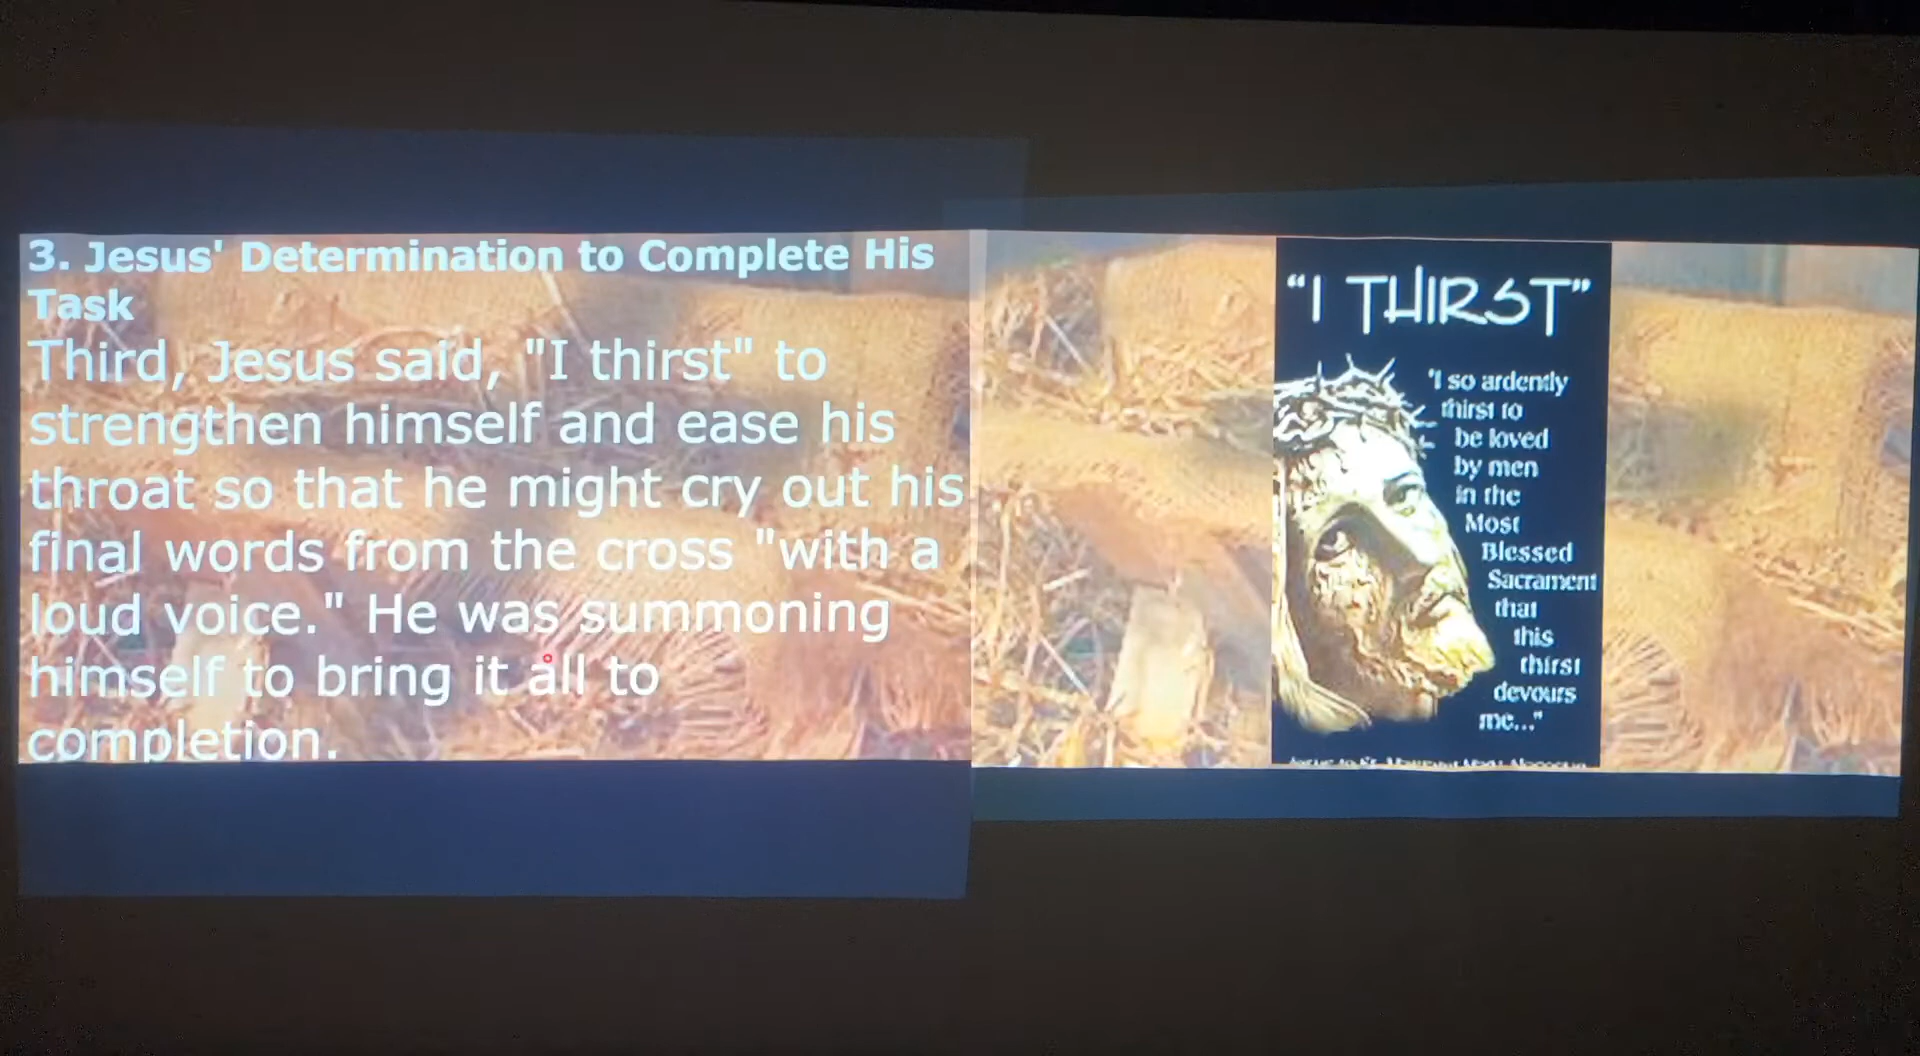 3. Jesus' Determination to Complete His
Task
Third, Jesus said, "I thirst" to
strengthen himself and ease his
throat so that he might cry out his
final words from the cross "with a
loud voice." He was summoning
himself to bring it all to
completion.
“I THIRST”
"I so ardently
thirst to
be loved
by men
in the
Most
Blessed
Sacrament
that
this
thirst
devours
me..."